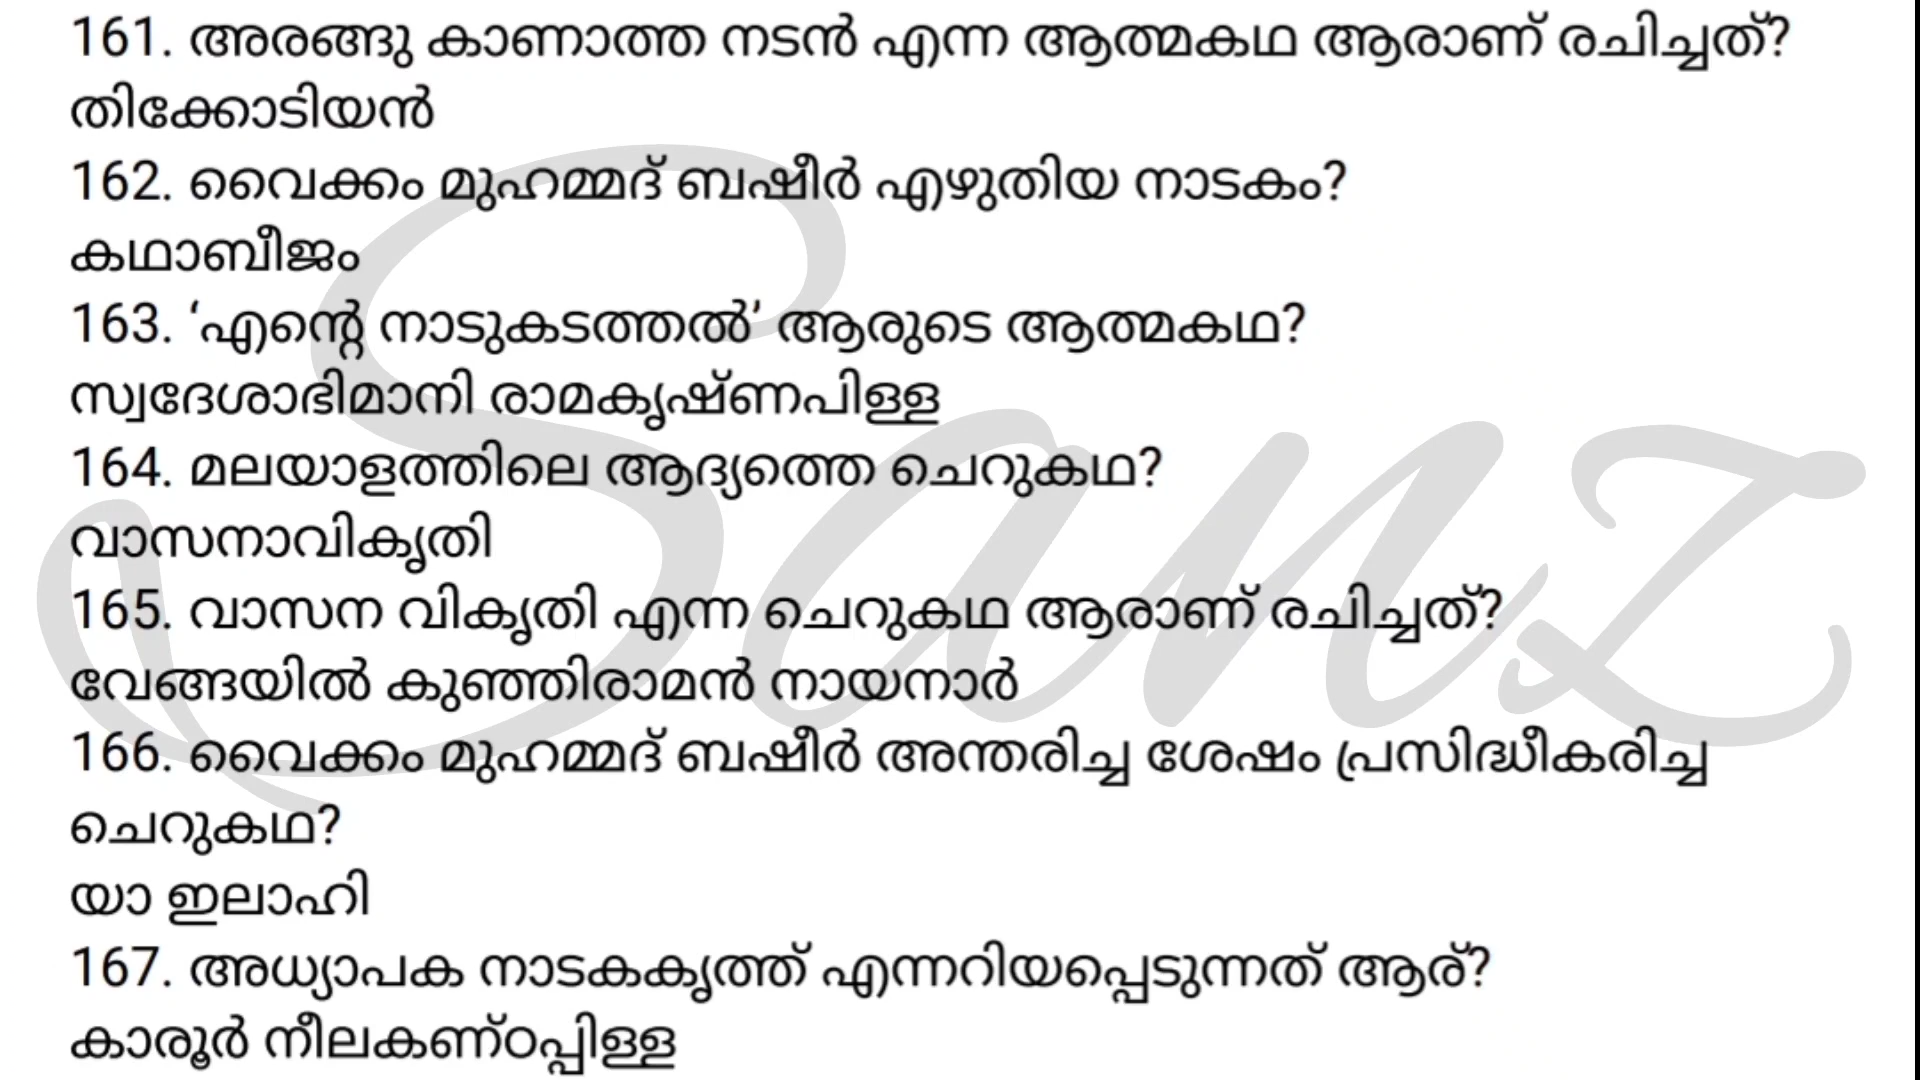 161. അരങ്ങു കാണാത്ത നടൻ എന്ന ആത്മകഥ ആരാണ് രചിച്ചത്?
തിക്കോടിയൻ
162. വൈക്കം മുഹമ്മദ് ബഷീർ എഴുതിയ നാടകം?
കഥാബീജം
163. ‘എന്റെ നാടുകടത്തൽ’ ആരുടെ ആത്മകഥ?
സ്വദേശാഭിമാനി രാമകൃഷ്ണപിള്ള
164. മലയാളത്തിലെ ആദ്യത്തെ ചെറുകഥ?
വാസനാവികൃതി
165. വാസന വികൃതി എന്ന ചെറുകഥ ആരാണ് രചിച്ചത്?
വേങ്ങയിൽ കുഞ്ഞിരാമൻ നായനാർ
166. വൈക്കം മുഹമ്മദ് ബഷീർ അന്തരിച്ച ശേഷം പ്രസിദ്ധീകരിച്ച
ചെറുകഥ?
യാ ഇലാഹി
167. അധ്യാപക നാടകകൃത്ത് എന്നറിയപ്പെടുന്നത് ആര്?
കാരൂർ നീലകണ്ഠപ്പിള്ള
Sanz